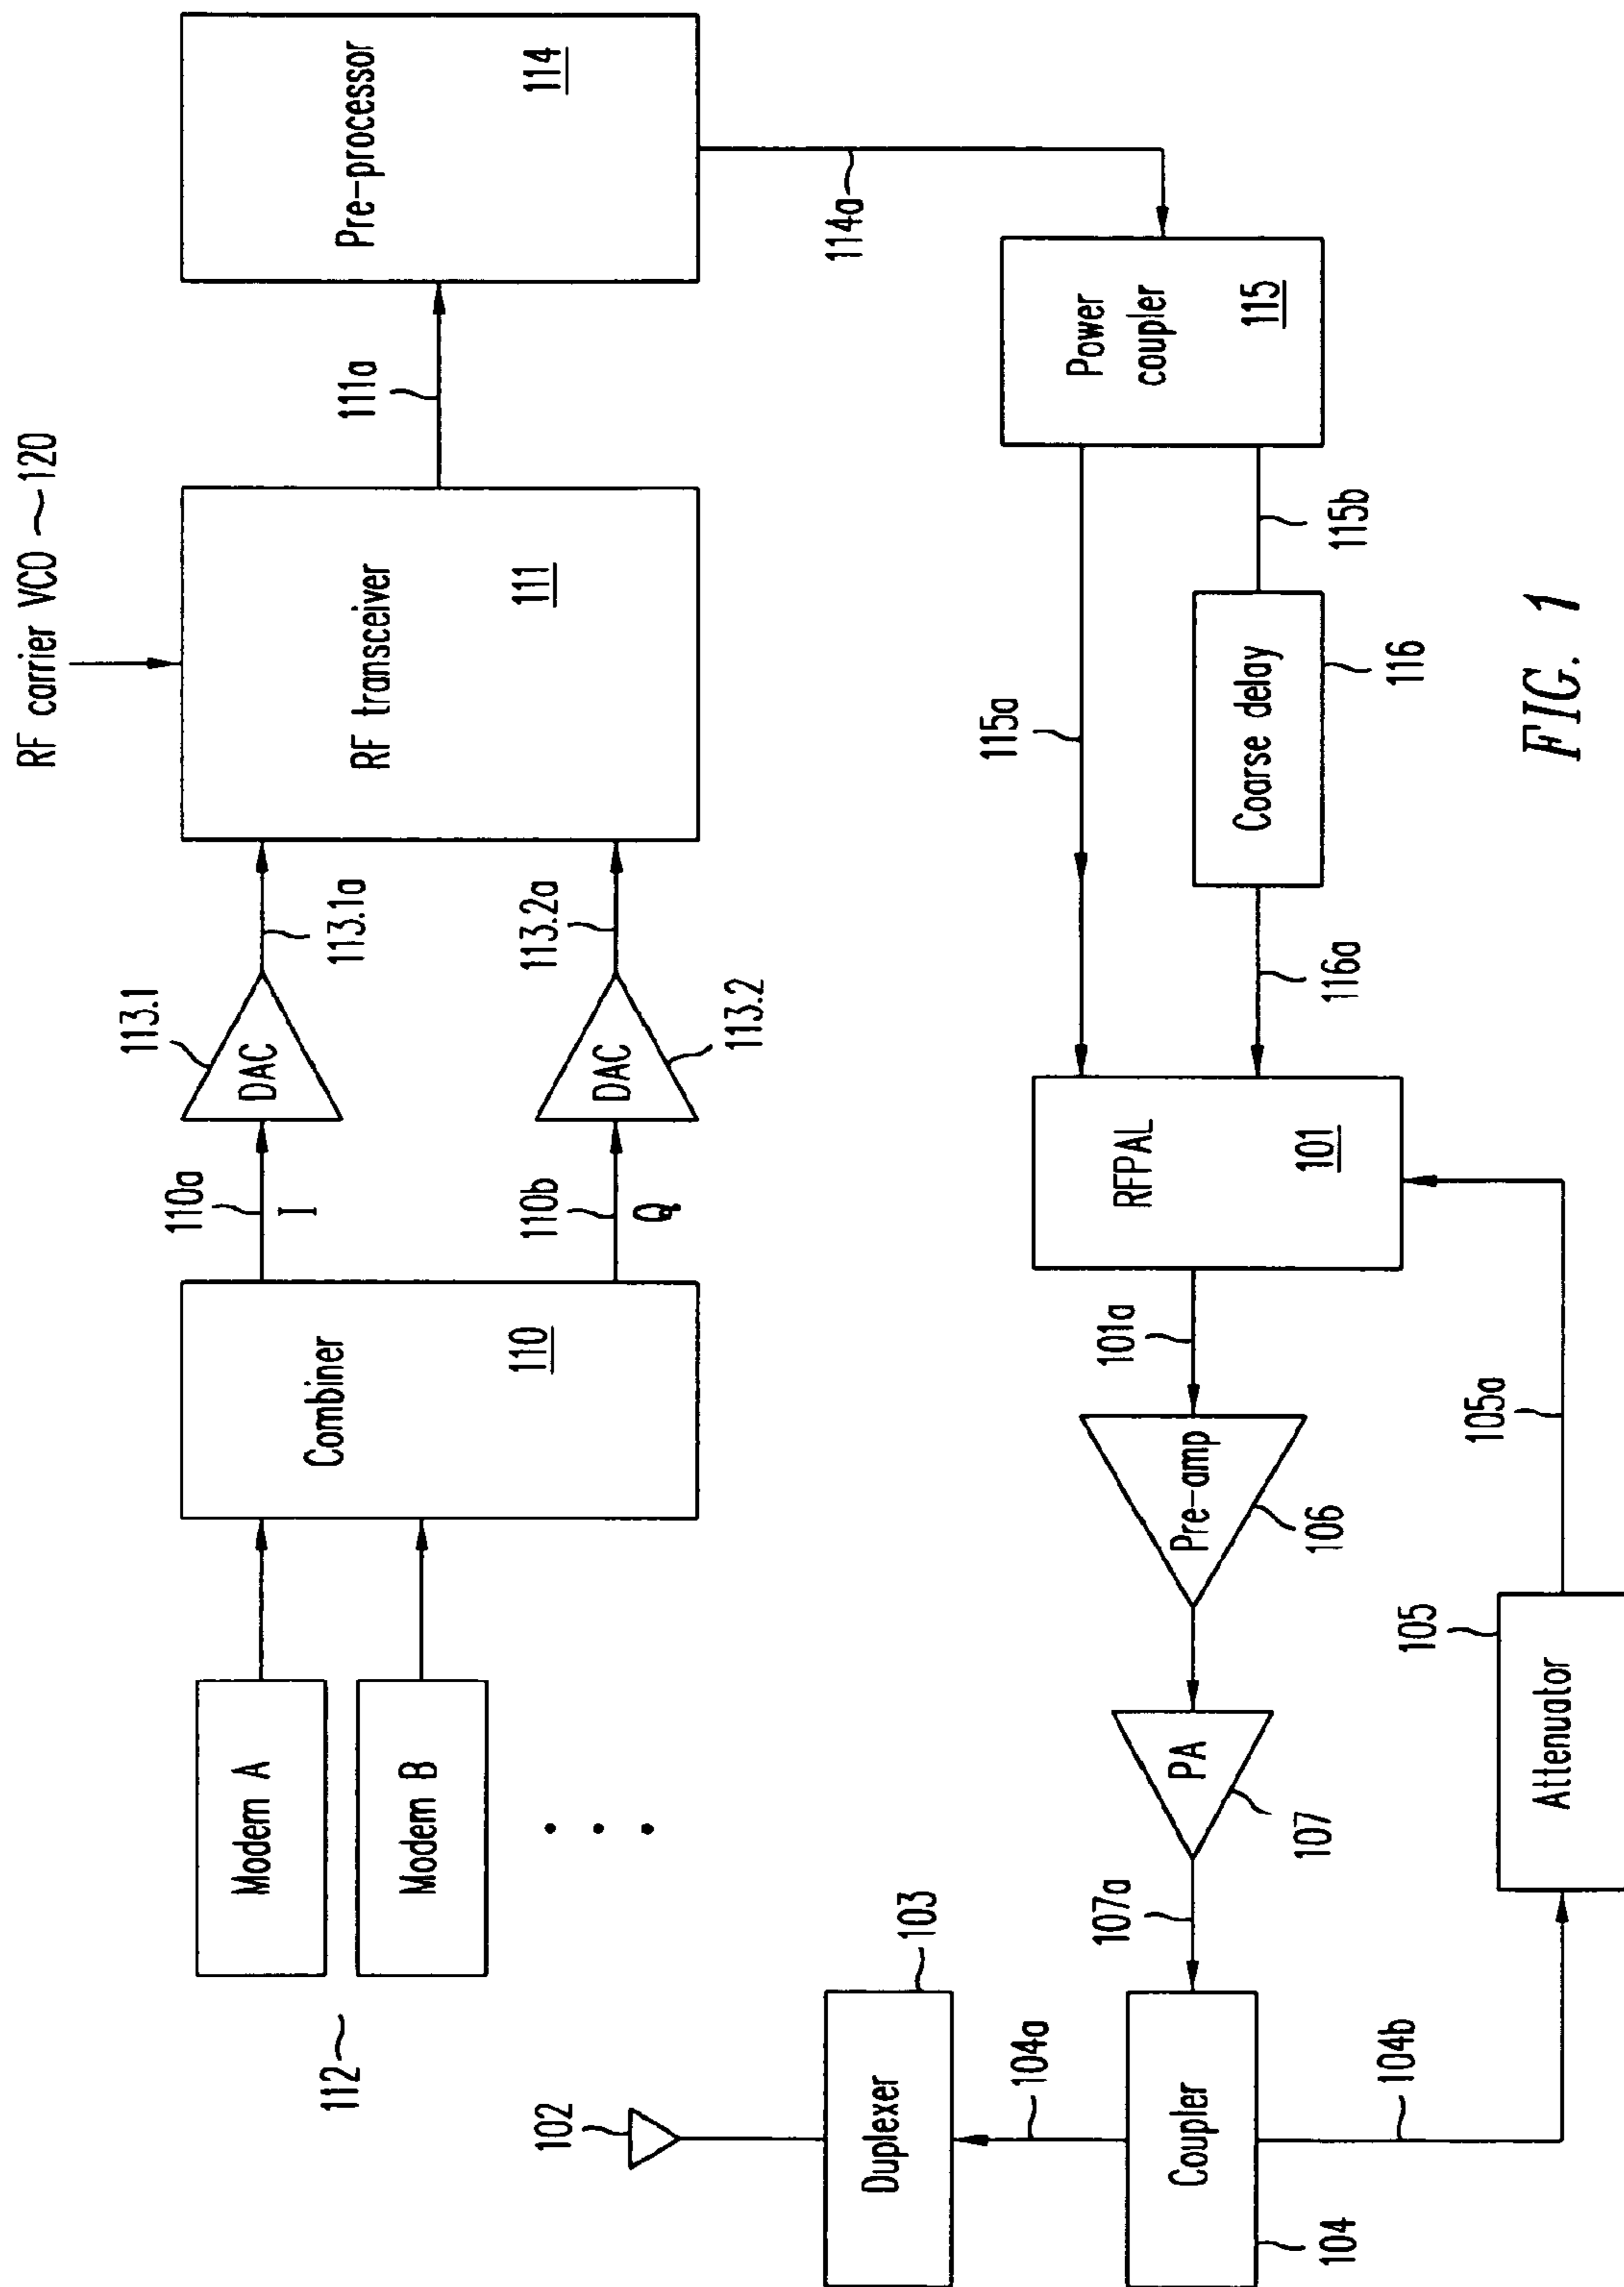 RF carrier VCO ~120
112
Modem A
Modem B
Combiner
110
110a
I
110b
Q
113.1
DAC
113.1a
DAC
113.2
113.2a
RF transceiver
111
111a
Pre-processor
114
114a
102
Duplexer
103
104a
Coupler
104
104b
107a
PA
107
Pre-amp
106
101a
RFPAL
101
115a
116a
Coarse delay
116
115b
Power
coupler
115
Attenuator
105
105a
FIG. 1